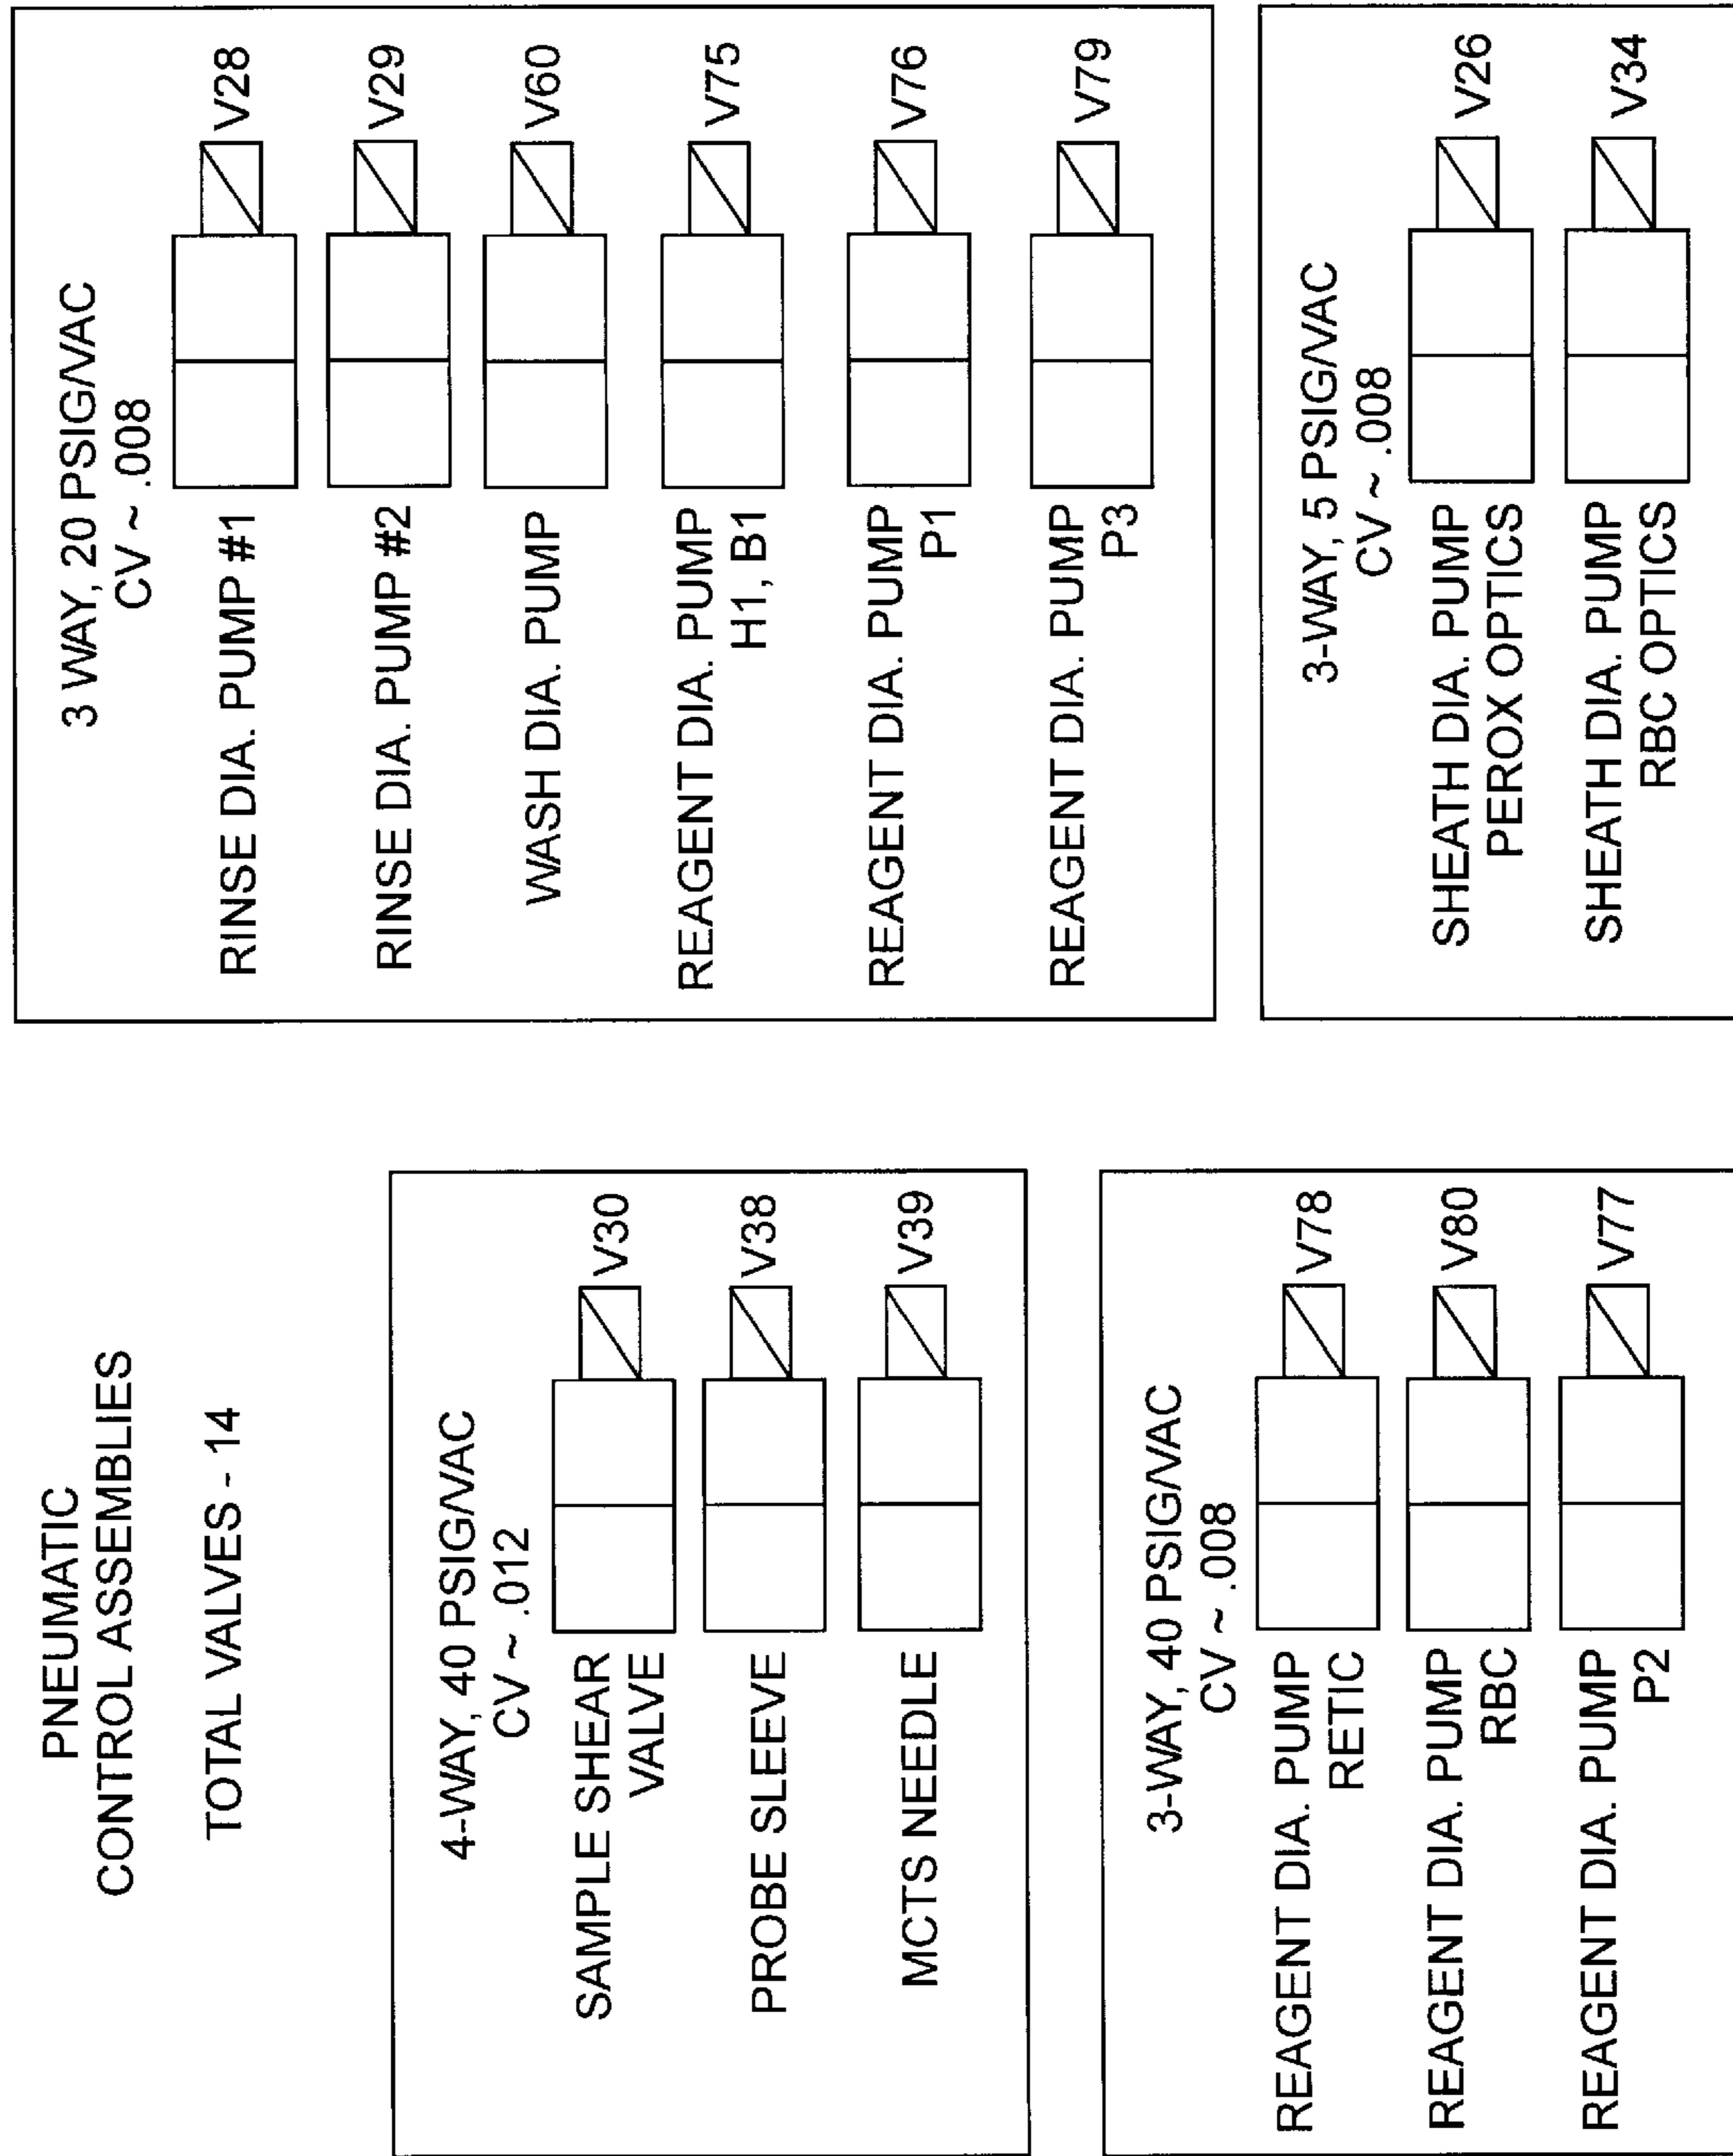 PNEUMATIC
CONTROL ASSEMBLIES
TOTAL VALVES - 14
4-WAY, 40 PSIG/VAC
CV ~ .012
SAMPLE SHEAR
VALVE
V30
PROBE SLEEVE
V38
MCTS NEEDLE
V39
3-WAY, 40 PSIG/VAC
CV ~ .008
REAGENT DIA. PUMP
RETIC
V78
REAGENT DIA. PUMP
RBC
V80
REAGENT DIA. PUMP
P2
V77
3 WAY, 20 PSIG/VAC
CV ~ .008
RINSE DIA. PUMP #1
V28
RINSE DIA. PUMP #2
V29
WASH DIA. PUMP
V60
REAGENT DIA. PUMP
H1, B1
V75
REAGENT DIA. PUMP
P1
V76
REAGENT DIA. PUMP
P3
V79
3-WAY, 5 PSIG/VAC
CV ~ .008
SHEATH DIA. PUMP
PEROX OPTICS
V26
SHEATH DIA. PUMP
RBC OPTICS
V34